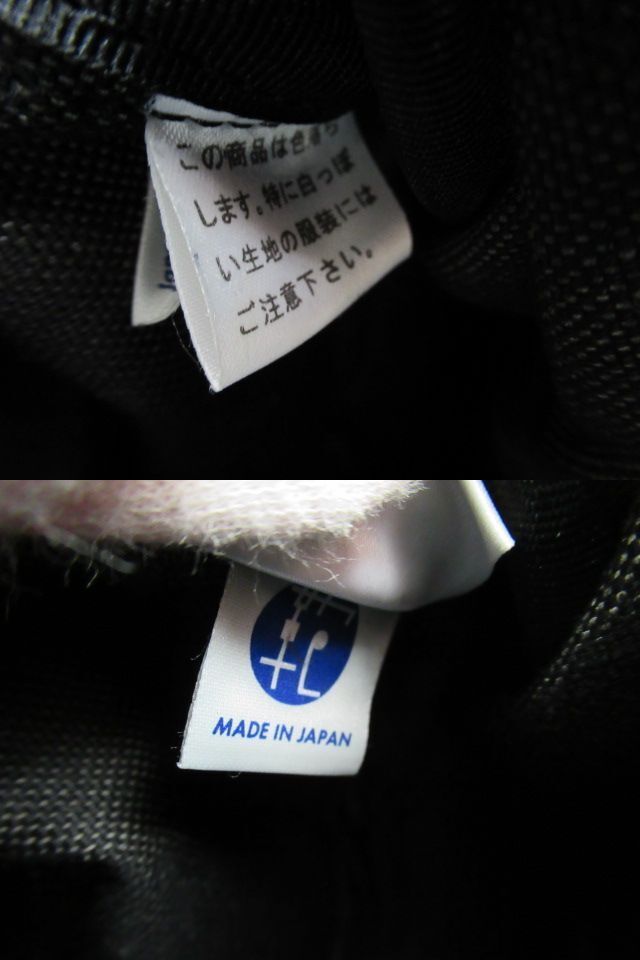 この商品は色落ち
します。特に白っぽ
い生地の服装には
ご注意下さい。
MADE IN JAPAN